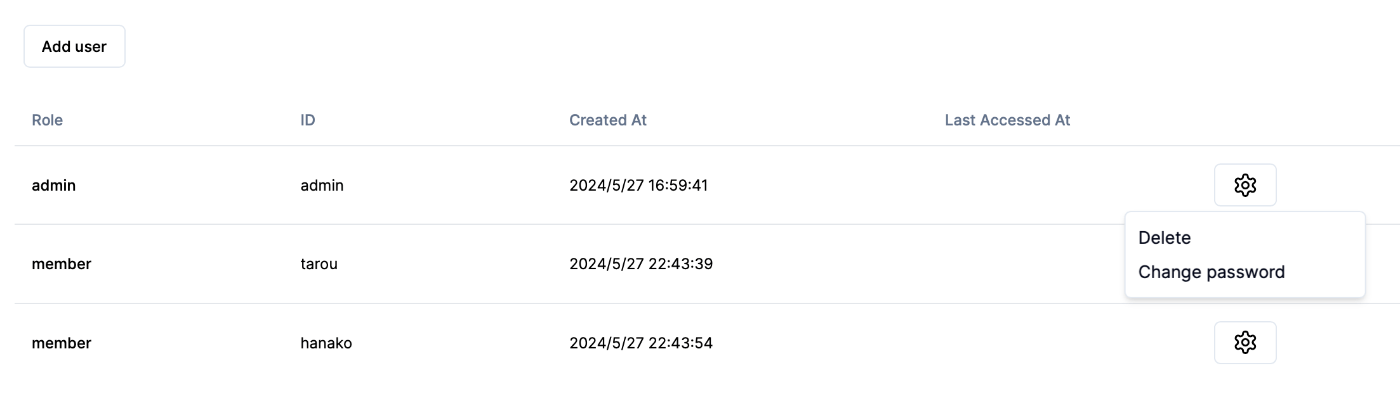 Add user
Role ID Created At Last Accessed At
admin admin 2024/5/27 16:59:41
Delete
member tarou 2024/5/27 22:43:39
Change password
member hanako 2024/5/27 22:43:54